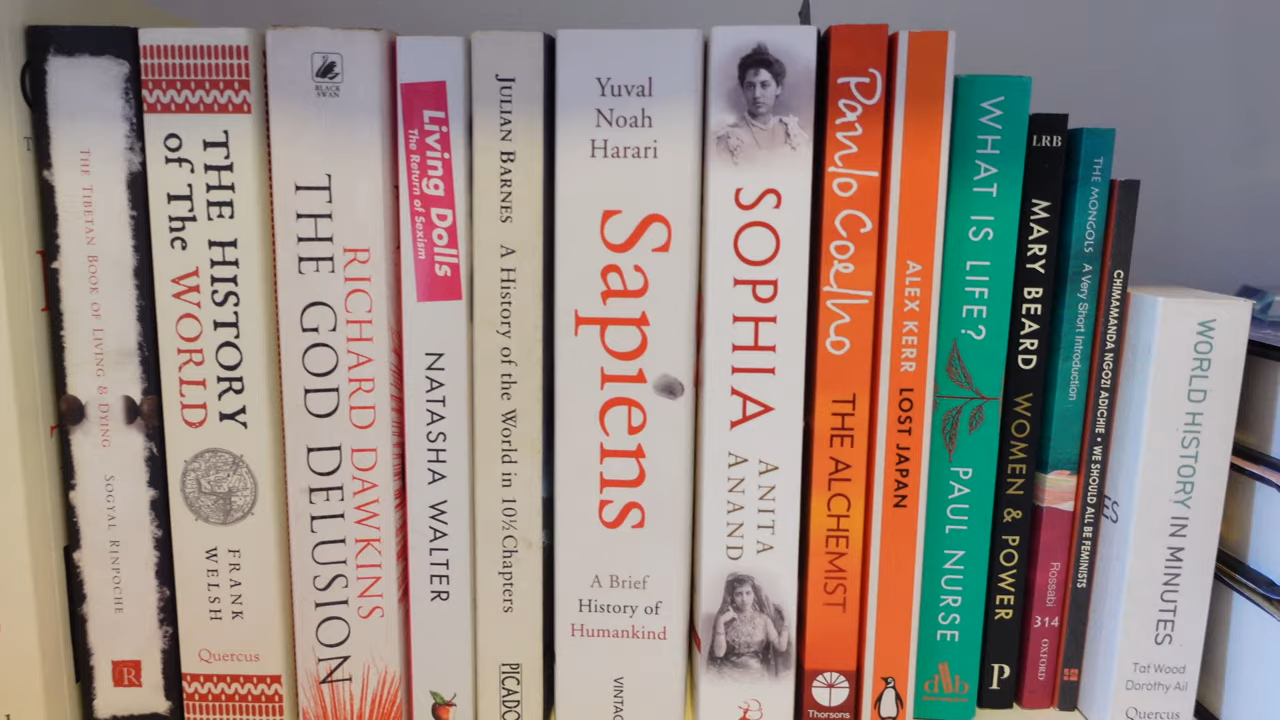 THE TIBETAN BOOK OF LIVING & DYING
SOGYAL RINPOCHE
R
THE HISTORY
of The WORLD
FRANK
WELSH
Quercus
BLACK
SWAN
RICHARD DAWKINS
THE GOD DELUSION
Living Dolls
The Return of Sexism
NATASHA WALTER
JULIAN BARNES A History of the World in 10½ Chapters
PICADO
Yuval
Noah
Harari
Sapiens
A Brief
History of
Humankind
VINTAG
SOPHIA
ANITA
ANAND
Paulo Coelho
THE ALCHEMIST
Thorsons
ALEX KERR LOST JAPAN
WHAT IS LIFE?
PAUL NURSE
dfb
LRB
MARY BEARD WOMEN & POWER
P
THE MONGOLS A Very Short Introduction
Rossabi
314
OXFORD
CHIMAMANDA NGOZI ADICHIE • WE SHOULD ALL BE FEMINISTS
WORLD HISTORY IN MINUTES
Tat Wood
Dorothy Ail
Quercus